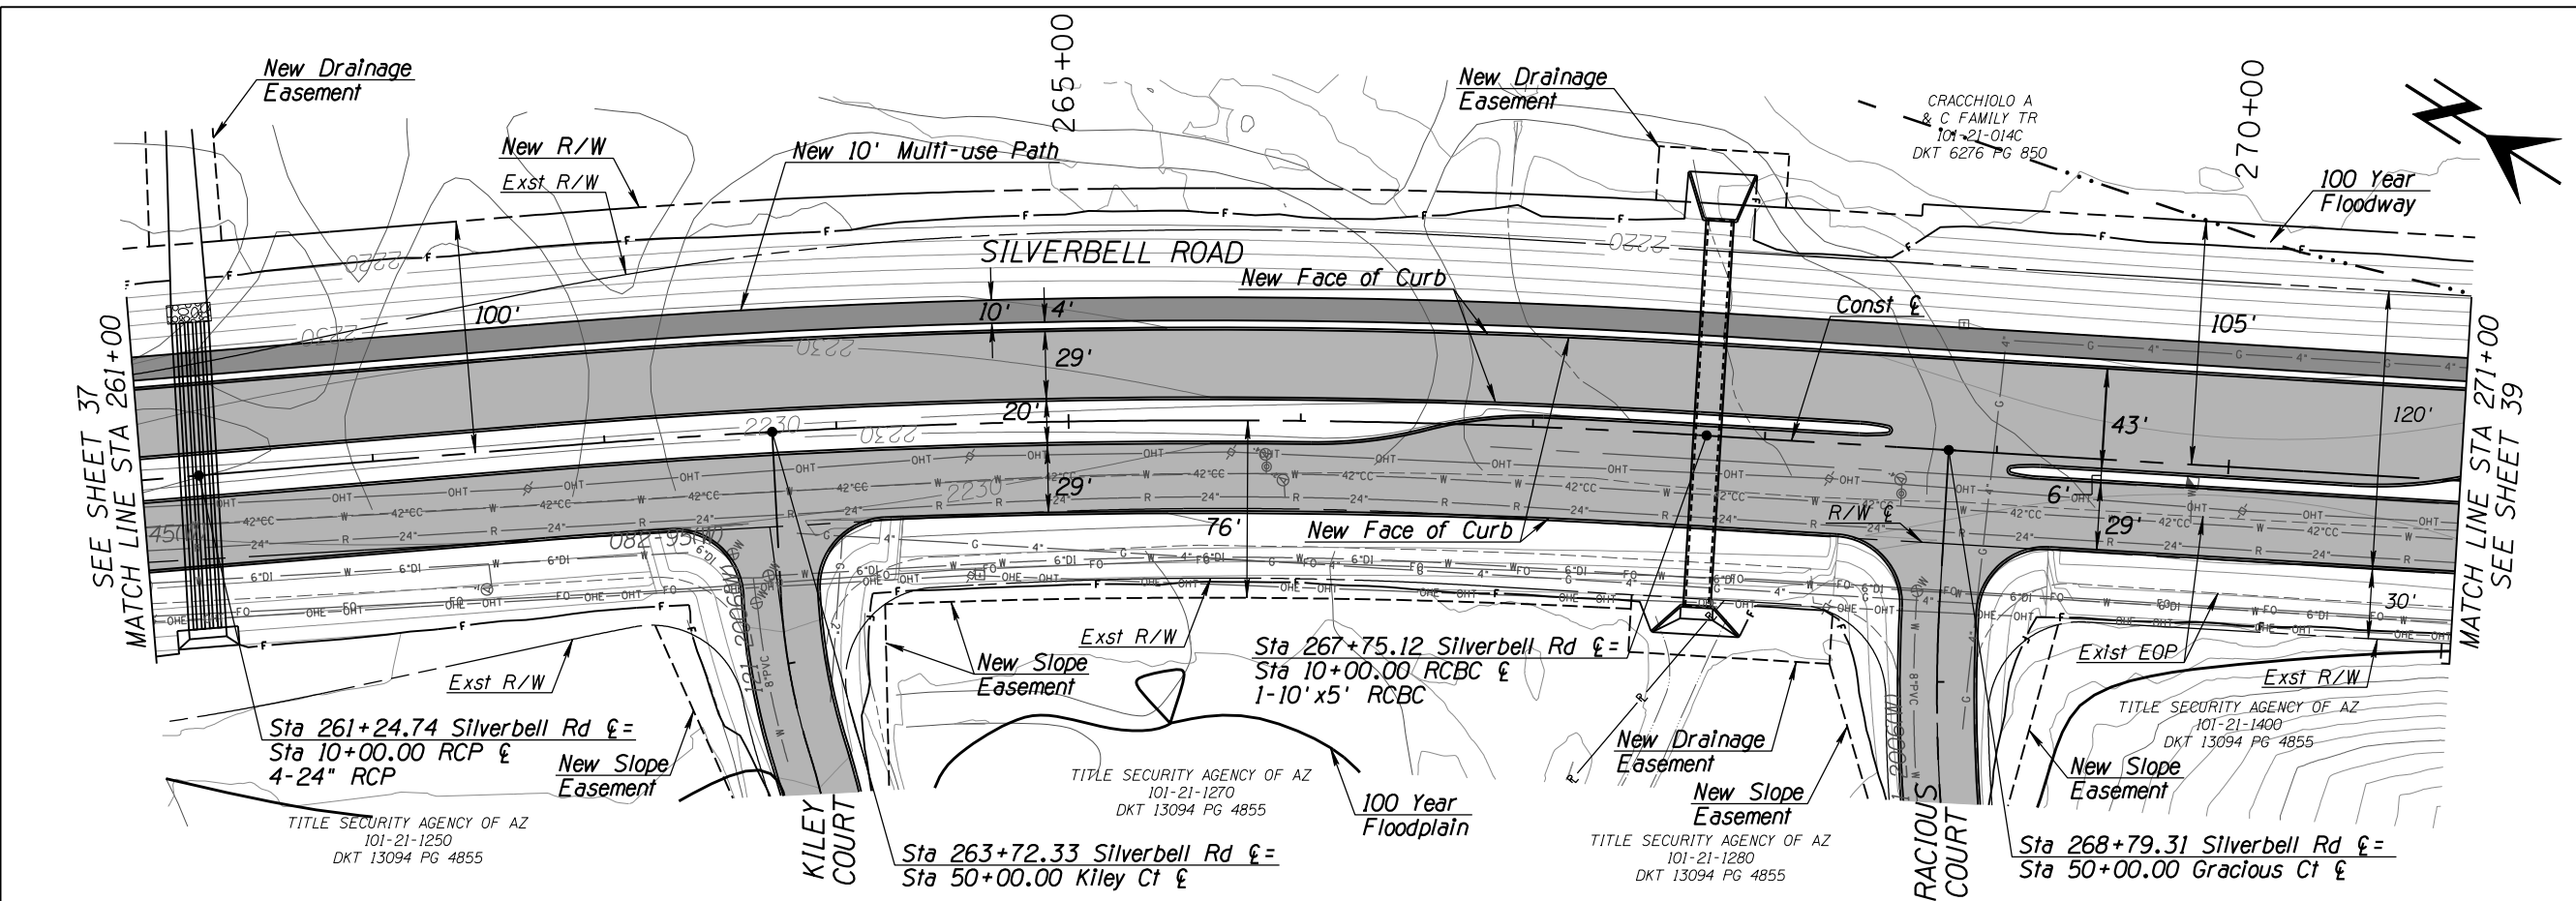 265+00
270+00
New Drainage
Easement
New R/W
Exst R/W
New 10' Multi-use Path
New Drainage
Easement
CRACCHIOLO A
& C FAMILY TR
101-21-014C
DKT 6276 PG 850
100 Year
Floodway
SILVERBELL ROAD
New Face of Curb
Const ℄
2220
2220
2230
2230
2230
2230
2230
100'
10'
4'
29'
20'
29'
76'
105'
120'
43'
6'
29'
30'
SEE SHEET 37
MATCH LINE STA 261+00
MATCH LINE STA 271+00
SEE SHEET 39
New Face of Curb
R/W ℄
Exst R/W
Exst R/W
New Slope
Easement
Exist EOP
Exst R/W
Sta 261+24.74 Silverbell Rd ℄=
Sta 10+00.00 RCP ℄
4-24" RCP
New Slope
Easement
Sta 267+75.12 Silverbell Rd ℄=
Sta 10+00.00 RCBC ℄
1-10'x5' RCBC
New Drainage
Easement
New Slope
Easement
New Slope
Easement
100 Year
Floodplain
TITLE SECURITY AGENCY OF AZ
101-21-1250
DKT 13094 PG 4855
TITLE SECURITY AGENCY OF AZ
101-21-1270
DKT 13094 PG 4855
TITLE SECURITY AGENCY OF AZ
101-21-1280
DKT 13094 PG 4855
TITLE SECURITY AGENCY OF AZ
101-21-1400
DKT 13094 PG 4855
KILEY
COURT
RACIOUS
COURT
Sta 263+72.33 Silverbell Rd ℄=
Sta 50+00.00 Kiley Ct ℄
Sta 268+79.31 Silverbell Rd ℄=
Sta 50+00.00 Gracious Ct ℄